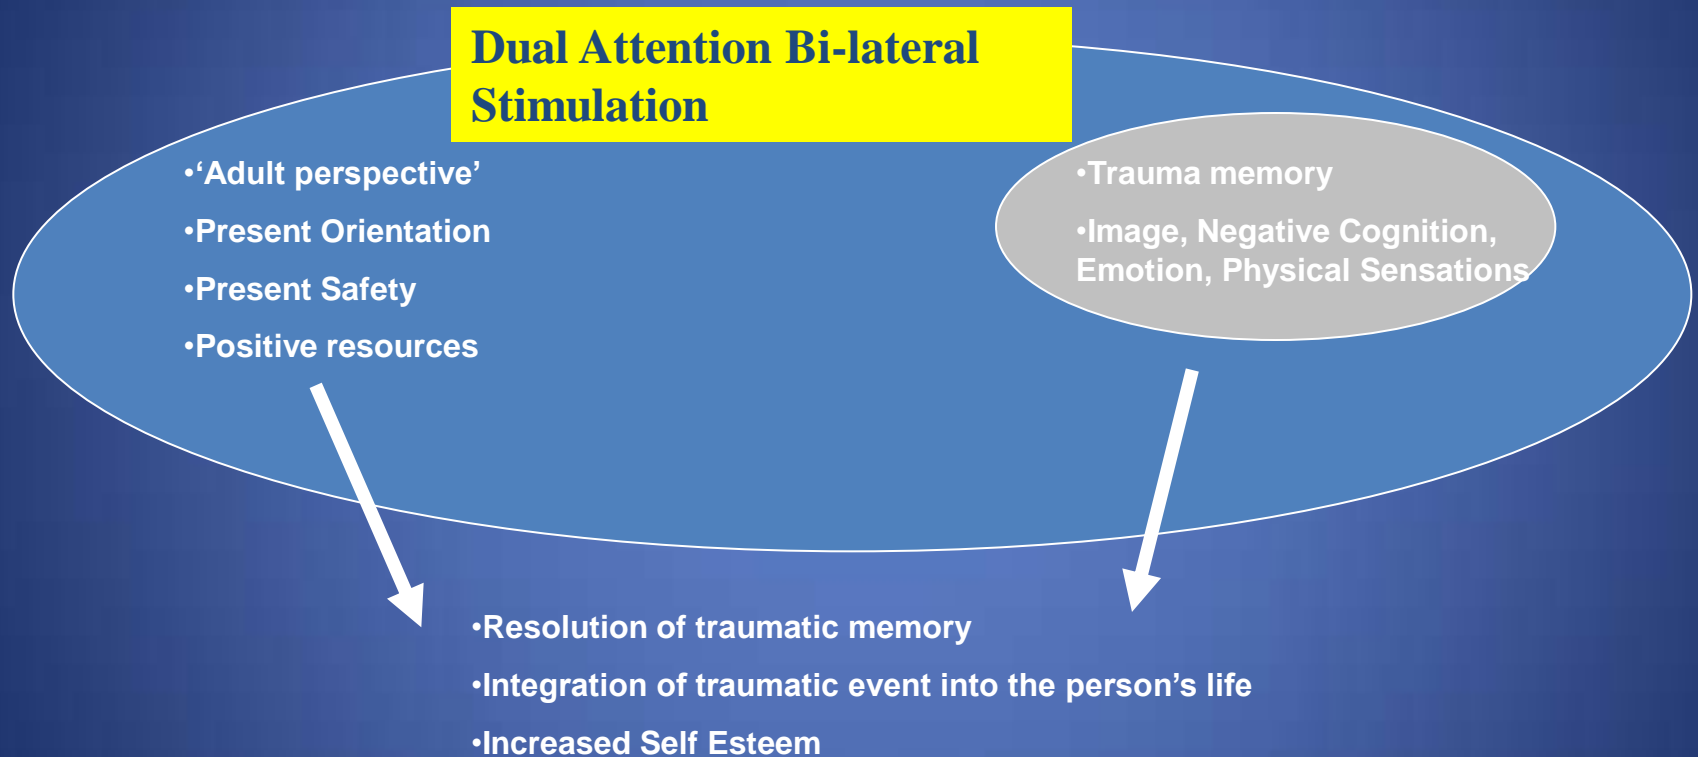 Dual Attention Bi-lateral
Stimulation
•‘Adult perspective’
•Present Orientation
•Present Safety
•Positive resources
•Trauma memory
•Image, Negative Cognition,
Emotion, Physical Sensations
•Resolution of traumatic memory
•Integration of traumatic event into the person’s life
•Increased Self Esteem